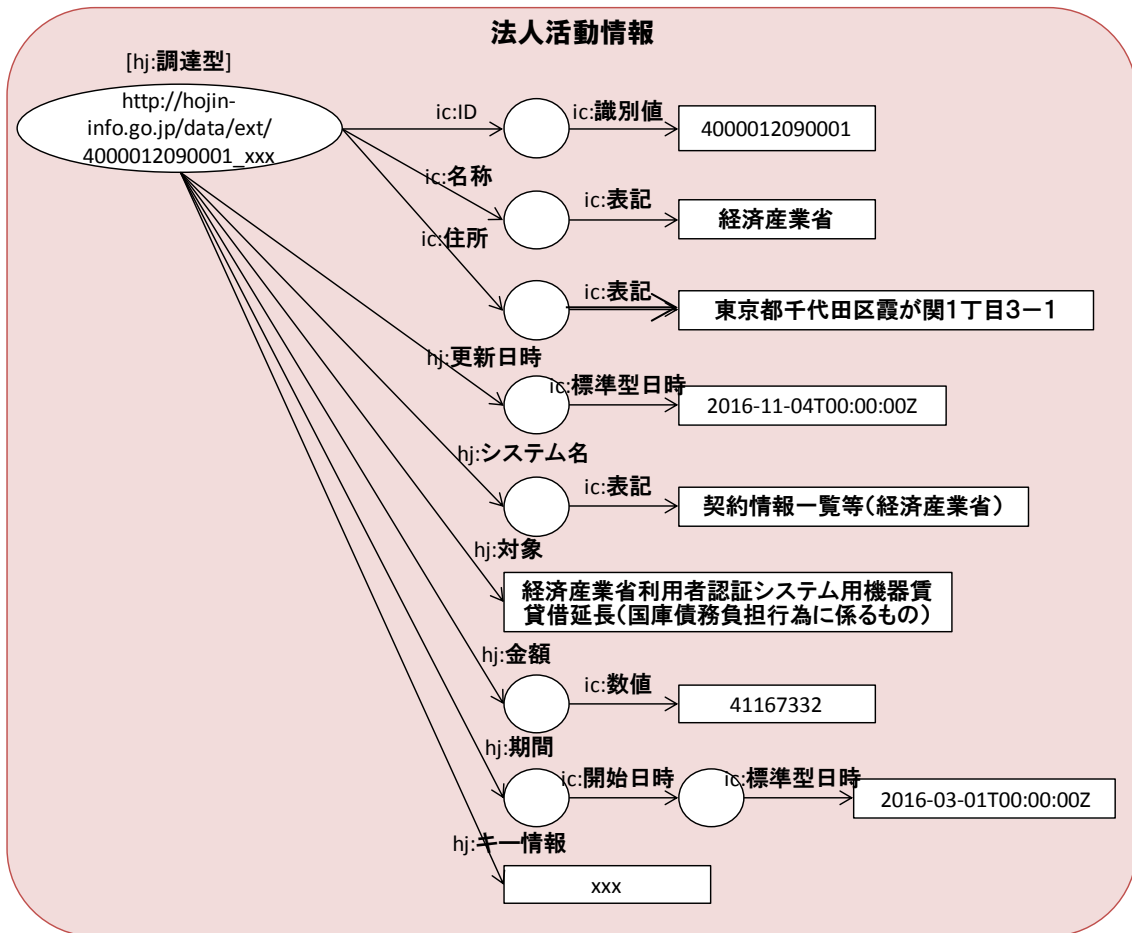 法人活動情報
[hj:調達型]
http://hojin-
info.go.jp/data/ext/
4000012090001_xxx
ic:ID
ic:識別値
4000012090001
ic:名称
ic:表記
経済産業省
ic:住所
ic:表記
東京都千代田区霞が関1丁目3－1
hj:更新日時
ic:標準型日時
2016-11-04T00:00:00Z
hj:システム名
ic:表記
契約情報一覧等（経済産業省）
hj:対象
経済産業省利用者認証システム用機器賃
貸借延長（国庫債務負担行為に係るもの）
hj:金額
ic:数値
41167332
hj:期間
ic:開始日時
ic:標準型日時
2016-03-01T00:00:00Z
hj:キー情報
xxx